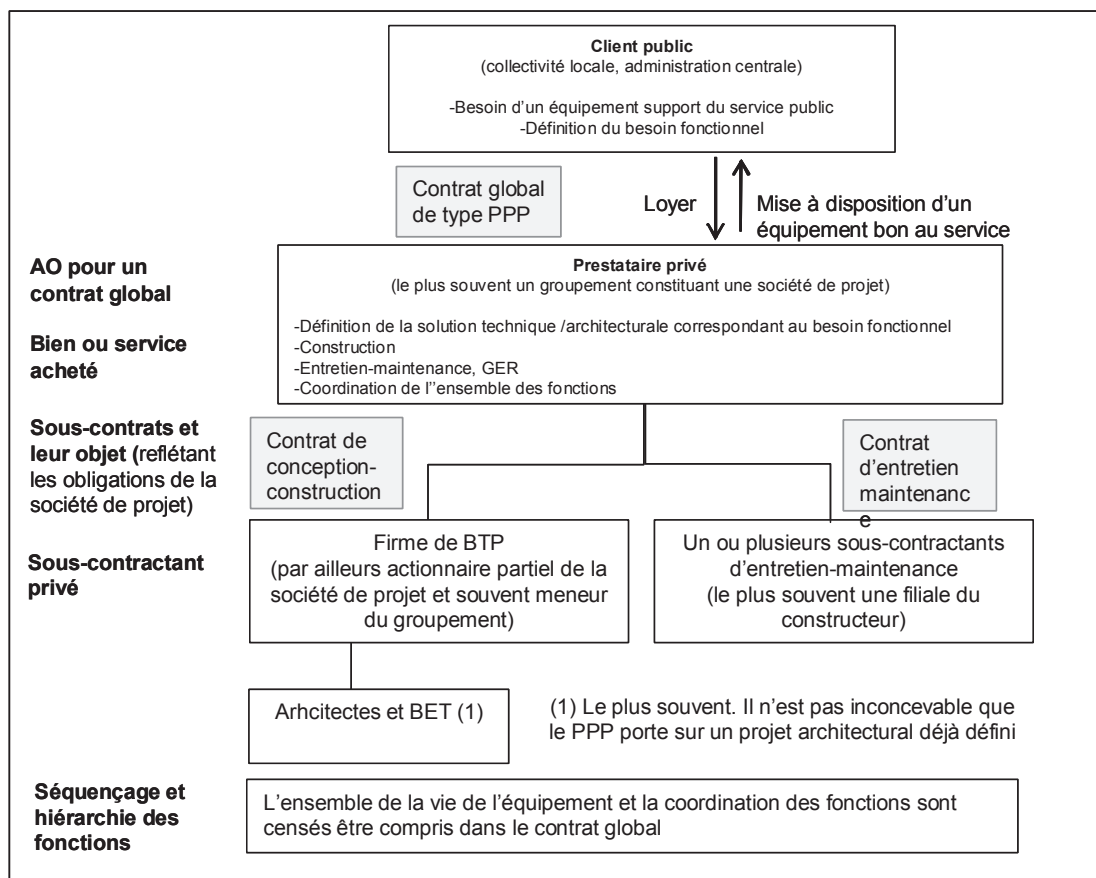 Client public
(collectivité locale, administration centrale)
-Besoin d'un équipement support du service public
-Définition du besoin fonctionnel
Contrat global
de type PPP
Loyer
Mise à disposition d'un
équipement bon au service
AO pour un
contrat global
Prestataire privé
(le plus souvent un groupement constituant une société de projet)
Bien ou service
acheté
-Définition de la solution technique /architecturale correspondant au besoin fonctionnel
-Construction
-Entretien-maintenance, GER
-Coordination de l''ensemble des fonctions
Sous-contrats et
leur objet (reflétant
les obligations de la
société de projet)
Contrat de
conception-
construction
Contrat
d'entretien
maintenanc
e
Sous-contractant
privé
Firme de BTP
(par ailleurs actionnaire partiel de la
société de projet et souvent meneur
du groupement)
Un ou plusieurs sous-contractants
d'entretien-maintenance
(le plus souvent une filiale du
constructeur)
Arhcitectes et BET (1)
(1) Le plus souvent. Il n'est pas inconcevable que
le PPP porte sur un projet architectural déjà défini
Séquençage et
hiérarchie des
fonctions
L'ensemble de la vie de l'équipement et la coordination des fonctions sont
censés être compris dans le contrat global